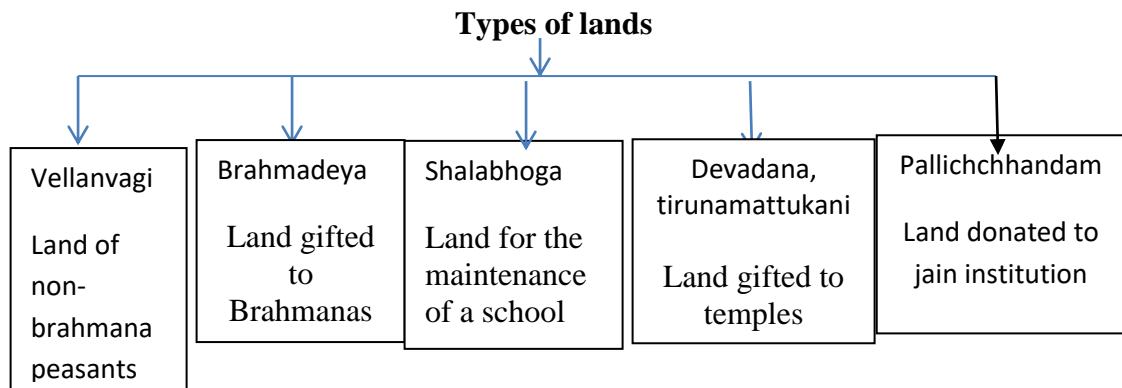 Types of lands
Vellanvagi
Land of
non-
brahmana
peasants
Brahmadeya
Land gifted
to
Brahmanas
Shalabhoga
Land for the
maintenance
of a school
Devadana,
tirunamattukani
Land gifted to
temples
Pallichchhandam
Land donated to
jain institution